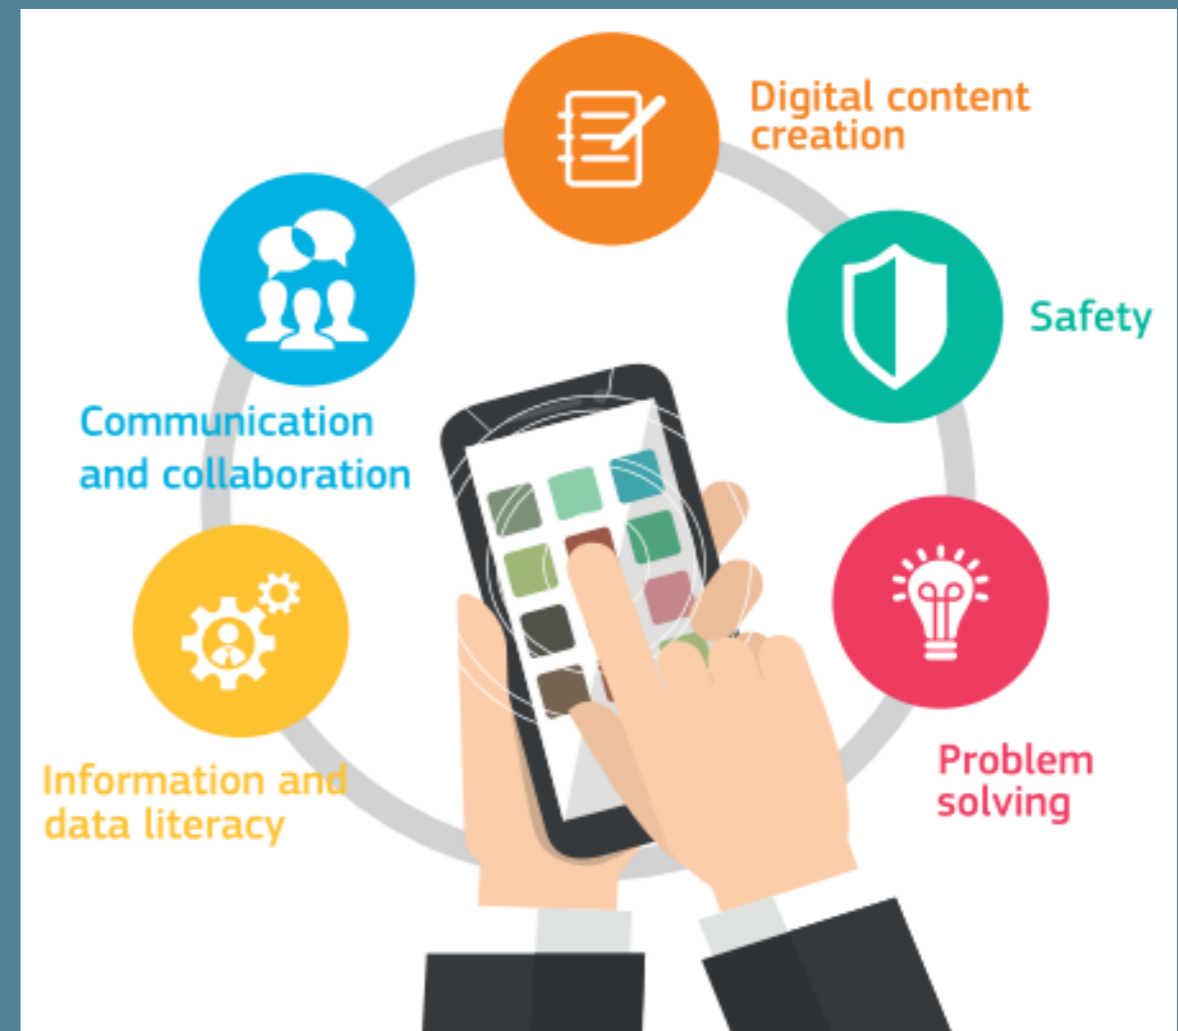 Digital content
creation
Safety
Communication
and collaboration
Information and
data literacy
Problem
solving